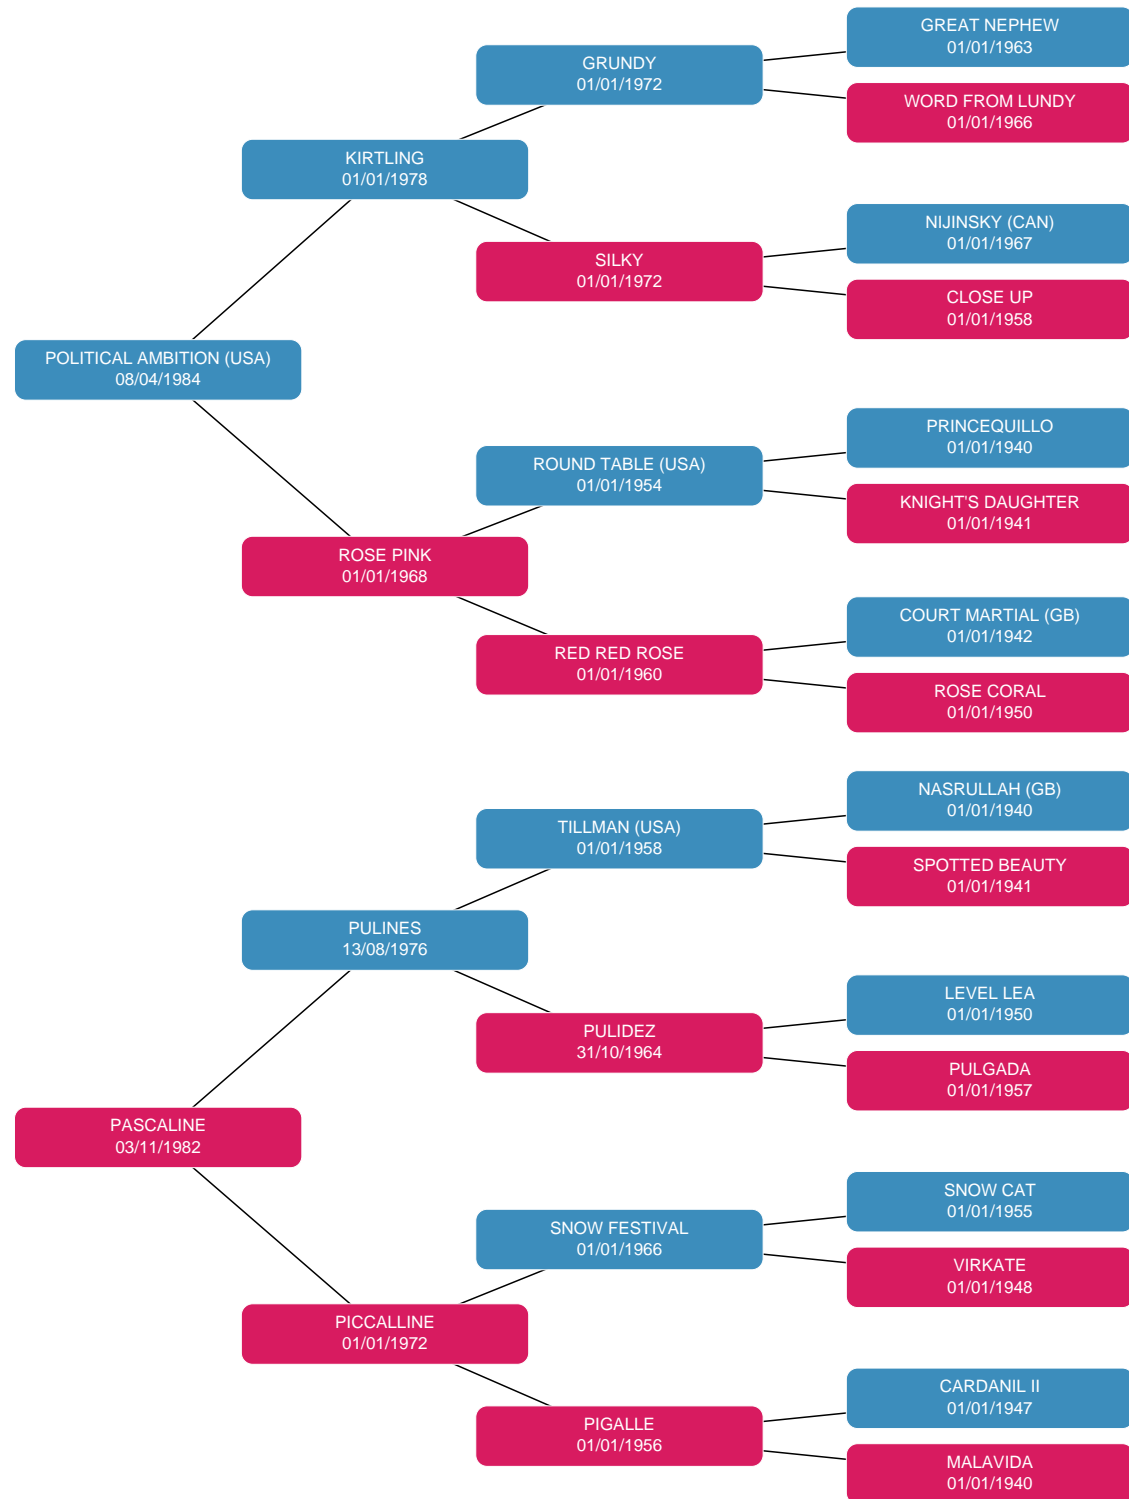 GREAT NEPHEW
01/01/1963
GRUNDY
01/01/1972
WORD FROM LUNDY
01/01/1966
KIRTLING
01/01/1978
NIJINSKY (CAN)
01/01/1967
SILKY
01/01/1972
CLOSE UP
01/01/1958
POLITICAL AMBITION (USA)
08/04/1984
PRINCEQUILLO
01/01/1940
ROUND TABLE (USA)
01/01/1954
KNIGHT'S DAUGHTER
01/01/1941
ROSE PINK
01/01/1968
COURT MARTIAL (GB)
01/01/1942
RED RED ROSE
01/01/1960
ROSE CORAL
01/01/1950
NASRULLAH (GB)
01/01/1940
TILLMAN (USA)
01/01/1958
SPOTTED BEAUTY
01/01/1941
PULINES
13/08/1976
LEVEL LEA
01/01/1950
PULIDEZ
31/10/1964
PULGADA
01/01/1957
PASCALINE
03/11/1982
SNOW CAT
01/01/1955
SNOW FESTIVAL
01/01/1966
VIRKATE
01/01/1948
PICCALLINE
01/01/1972
CARDANIL II
01/01/1947
PIGALLE
01/01/1956
MALAVIDA
01/01/1940